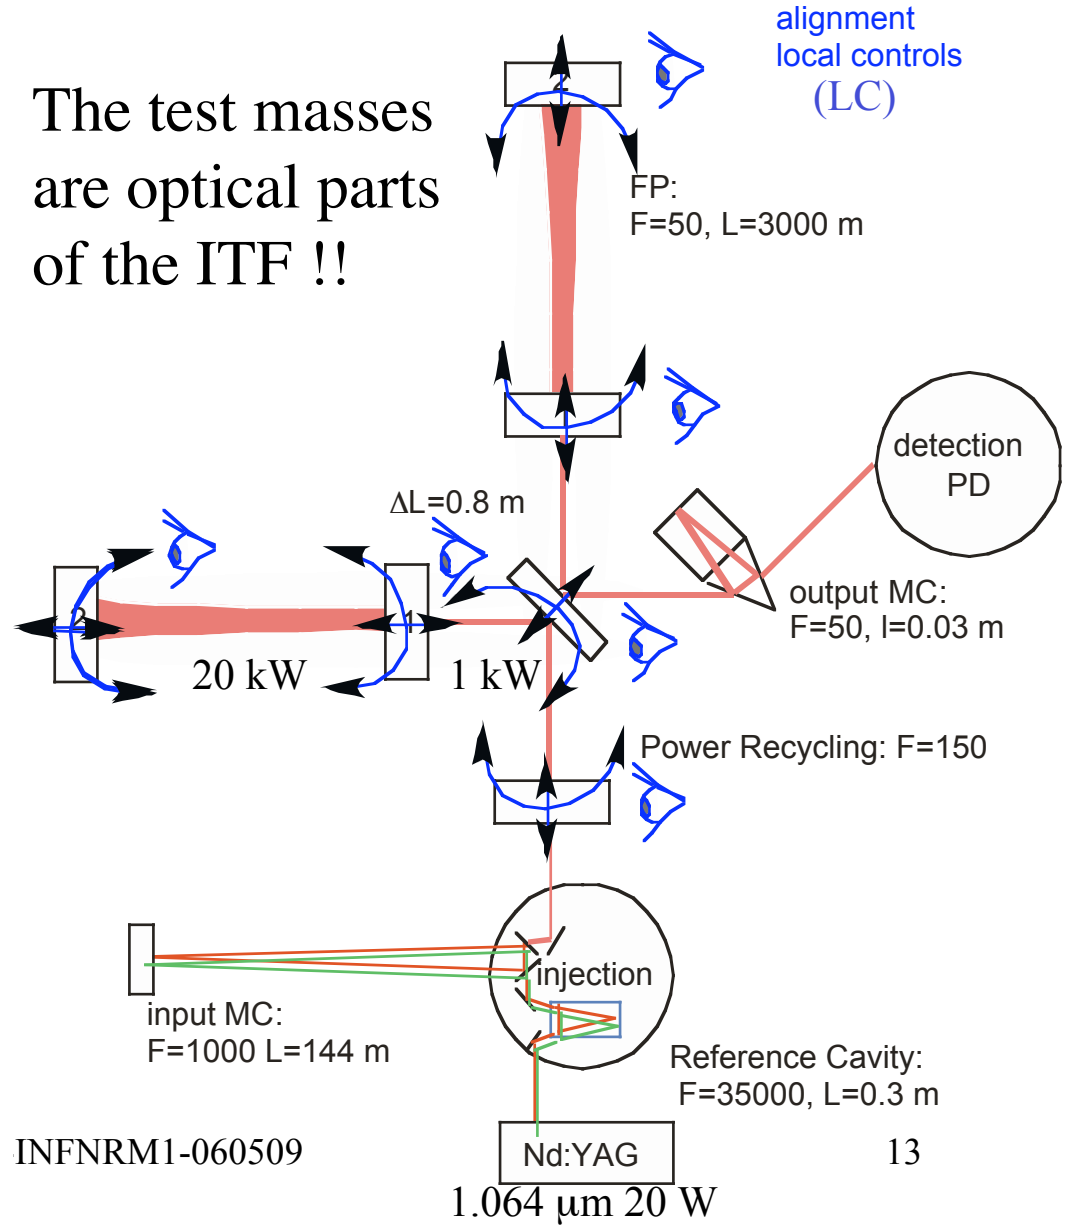 alignment
local controls
(LC)
The test masses
are optical parts
of the ITF !!
2
FP:
F=50, L=3000 m
1
detection
PD
ΔL=0.8 m
2
1
output MC:
F=50, l=0.03 m
20 kW
1 kW
Power Recycling: F=150
injection
input MC:
F=1000 L=144 m
Reference Cavity:
F=35000, L=0.3 m
INFNRM1-060509
Nd:YAG
13
1.064 μm 20 W